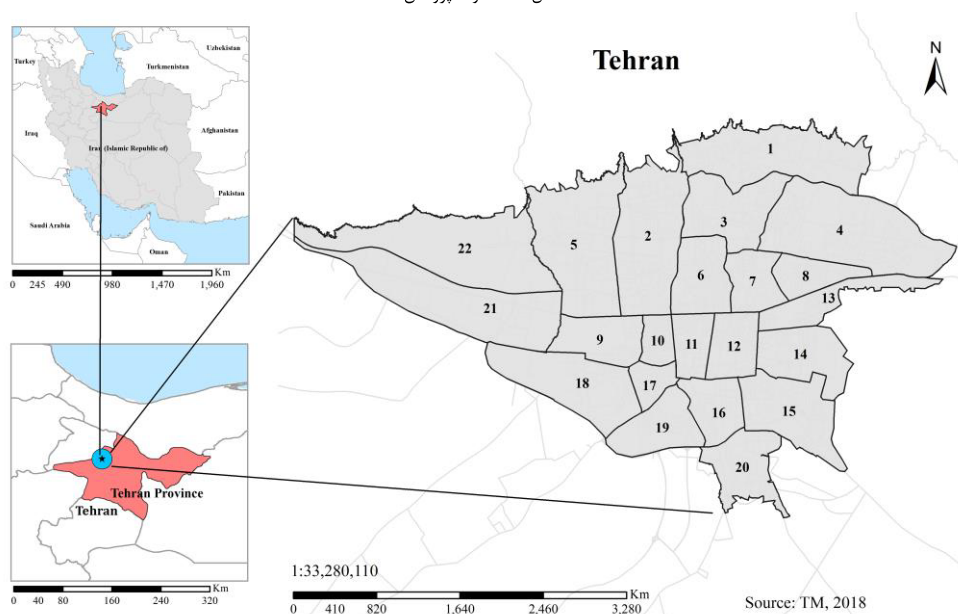 Tehran
N
Turkey
Uzbekistan
Turkmenistan
Iraq
Iran (Islamic Republic of)
Afghanistan
Pakistan
Saudi Arabia
Oman
Km
0 245 490 980 1,470 1,960
1
2
3
4
5
6
7
8
9
10
11
12
13
14
15
16
17
18
19
20
21
22
Tehran Province
Tehran
Km
0 40 80 160 240 320
1:33,280,110
Km
0 410 820 1,640 2,460 3,280
Source: TM, 2018